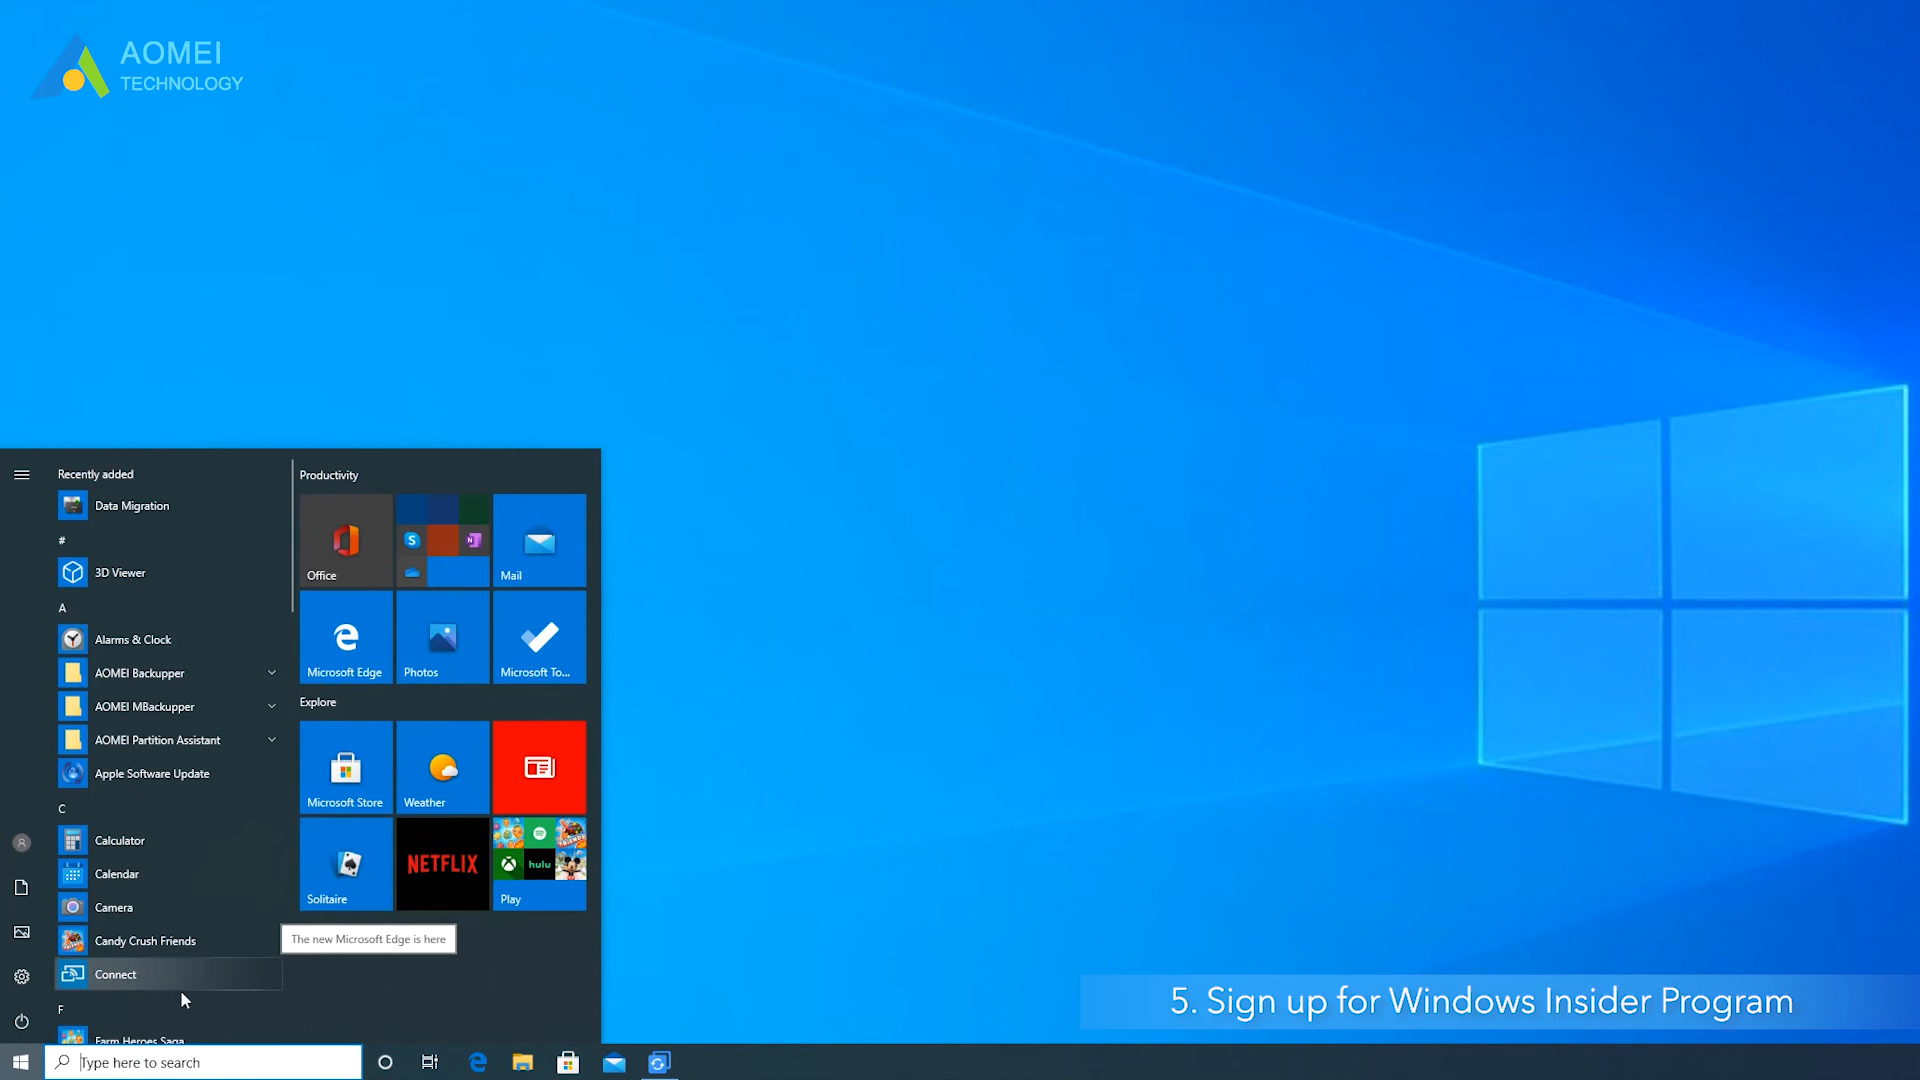 AOMEI
TECHNOLOGY
Recently added
Data Migration
#
3D Viewer
A
Alarms & Clock
AOMEI Backupper
AOMEI MBackupper
AOMEI Partition Assistant
Apple Software Update
C
Calculator
Calendar
Camera
Candy Crush Friends
Connect
F
Farm Heroes Saga
Productivity
Office
S
N
Mail
Microsoft Edge
Photos
Microsoft To...
Explore
Microsoft Store
Weather
Solitaire
NETFLIX
hulu
Play
The new Microsoft Edge is here
5. Sign up for Windows Insider Program
Type here to search